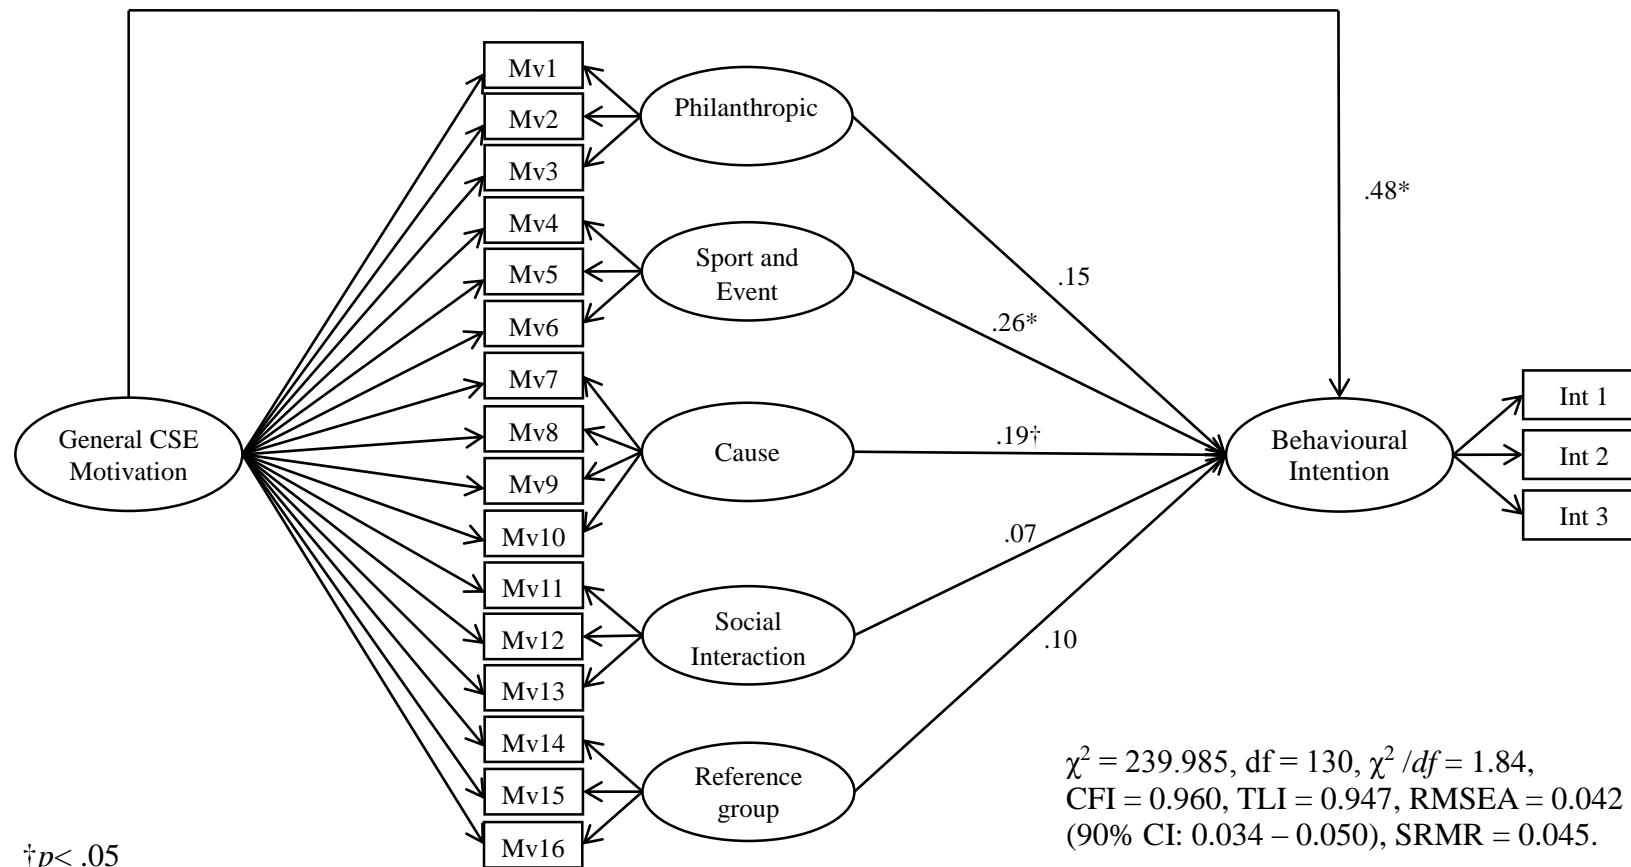 Mv1
Mv2
Mv3
Mv4
Mv5
Mv6
Mv7
Mv8
Mv9
Mv10
Mv11
Mv12
Mv13
Mv14
Mv15
Mv16
General CSE
Motivation
Philanthropic
Sport and
Event
Cause
Social
Interaction
Reference
group
.48*
.15
.26*
.19†
.07
.10
Behavioural
Intention
Int 1
Int 2
Int 3
χ² = 239.985, df = 130, χ² /df = 1.84,
CFI = 0.960, TLI = 0.947, RMSEA = 0.042
(90% CI: 0.034 – 0.050), SRMR = 0.045.
†p< .05